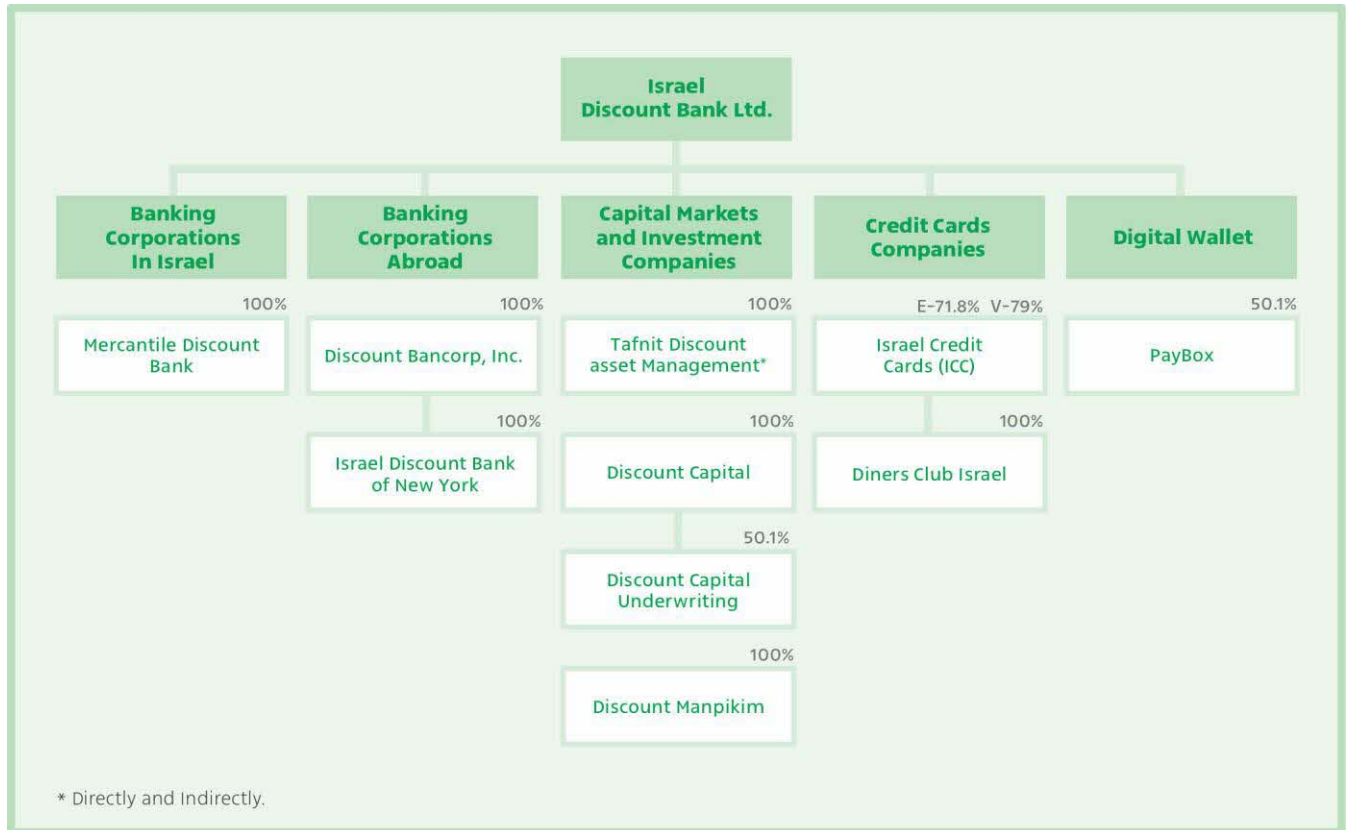 Israel
Discount Bank Ltd.
Banking
Corporations
In Israel
100%
Mercantile Discount
Bank
Banking
Corporations
Abroad
100%
Discount Bancorp, Inc.
100%
Israel Discount Bank
of New York
Capital Markets
and Investment
Companies
100%
Tafnit Discount
asset Management*
100%
Discount Capital
50.1%
Discount Capital
Underwriting
100%
Discount Manpikim
Credit Cards
Companies
E-71.8% V-79%
Israel Credit
Cards (ICC)
100%
Diners Club Israel
Digital Wallet
50.1%
PayBox
* Directly and Indirectly.